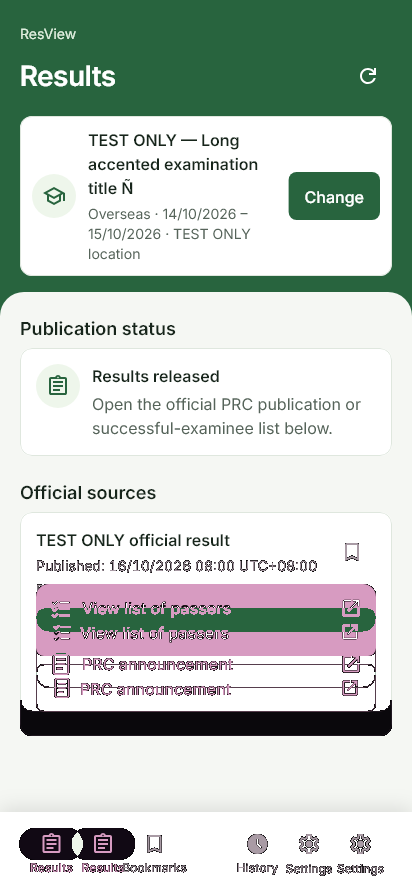 ResView
Results
TEST ONLY — Long
accented examination
title Ñ
Overseas · 14/10/2026 –
15/10/2026 · TEST ONLY
location
Change
Publication status
Results released
Open the official PRC publication or
successful-examinee list below.
Official sources
TEST ONLY official result
Published: 16/10/2026 08:00 UTC+08:00
View list of passers
View list of passers
PRC announcement
PRC announcement
Results Results Bookmarks History Settings Settings